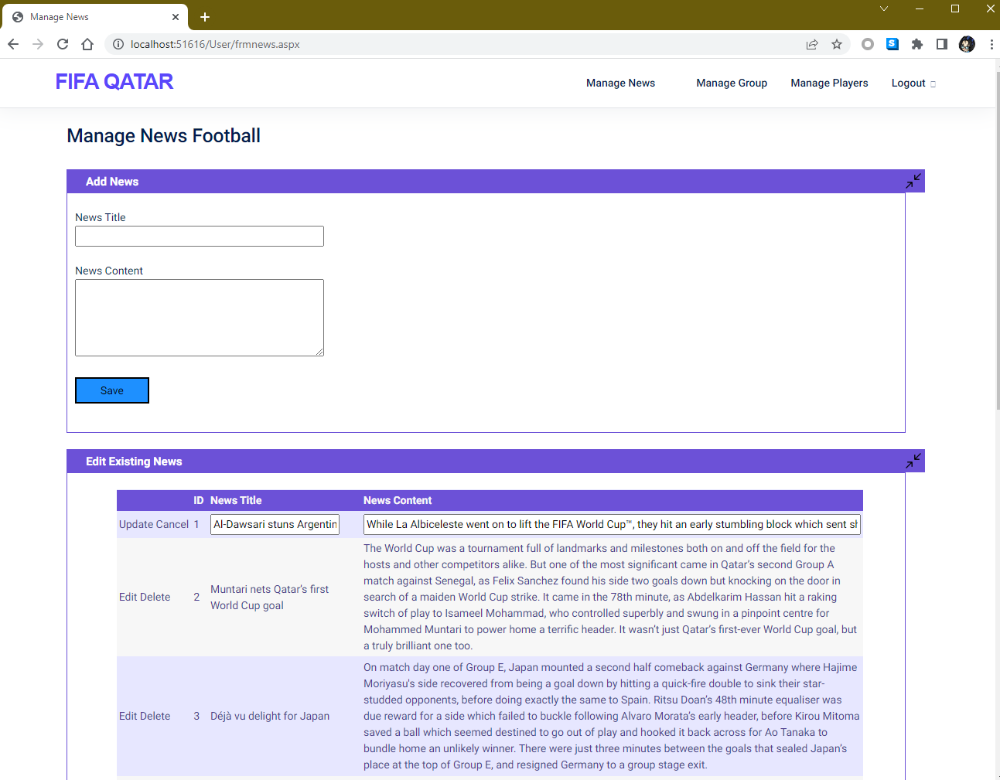 Manage News
localhost:51616/User/frmnews.aspx
FIFA QATAR
Manage News
Manage Group
Manage Players
Logout
Manage News Football
Add News
News Title
News Content
Save
Edit Existing News
ID News Title News Content
Update Cancel 1 Al-Dawsari stuns Argentin While La Albiceleste went on to lift the FIFA World Cup™, they hit an early stumbling block which sent sh
Edit Delete 2
Muntari nets Qatar’s first
World Cup goal
The World Cup was a tournament full of landmarks and milestones both on and off the field for the
hosts and other competitors alike. But one of the most significant came in Qatar’s second Group A
match against Senegal, as Felix Sanchez found his side two goals down but knocking on the door in
search of a maiden World Cup strike. It came in the 78th minute, as Abdelkarim Hassan hit a raking
switch of play to Isameel Mohammad, who controlled superbly and swung in a pinpoint centre for
Mohammed Muntari to power home a terrific header. It wasn’t just Qatar’s first-ever World Cup goal, but
a truly brilliant one too.
Edit Delete 3 Déjà vu delight for Japan
On match day one of Group E, Japan mounted a second half comeback against Germany where Hajime
Moriyasu's side recovered from being a goal down by hitting a quick-fire double to sink their star-
studded opponents, before doing exactly the same to Spain. Ritsu Doan’s 48th minute equaliser was
due reward for a side which failed to buckle following Alvaro Morata’s early header, before Kirou Mitoma
saved a ball which seemed destined to go out of play and hooked it back across for Ao Tanaka to
bundle home an unlikely winner. There were just three minutes between the goals that sealed Japan’s
place at the top of Group E, and resigned Germany to a group stage exit.